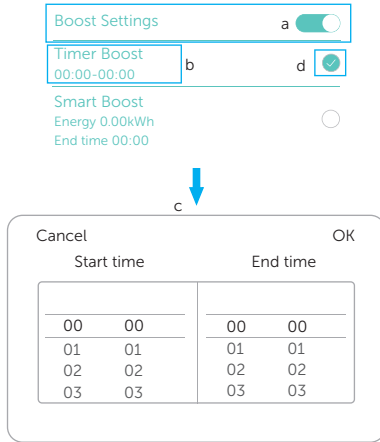 Boost Settings a
Timer Boost
00:00-00:00
b d
Smart Boost
Energy 0.00kWh
End time 00:00
c
Cancel OK
Start time End time
00 00 00 00
01 01 01 01
02 02 02 02
03 03 03 03